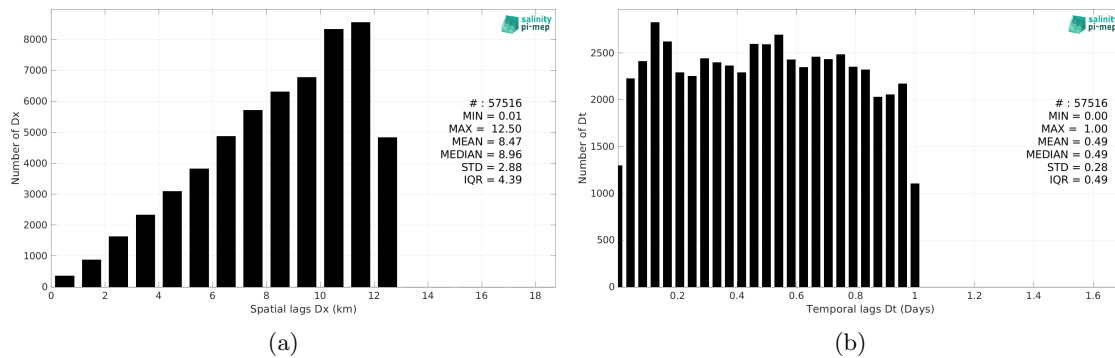 salinity
pi-mep
8000
7000
6000
5000
4000
3000
2000
1000
0
Number of Dx
# : 57516
MIN = 0.01
MAX = 12.50
MEAN = 8.47
MEDIAN = 8.96
STD = 2.88
IQR = 4.39
0 2 4 6 8 10 12 14 16 18
Spatial lags Dx (km)
(a)
salinity
pi-mep
2500
2000
1500
1000
500
0
Number of Dt
# : 57516
MIN = 0.00
MAX = 1.00
MEAN = 0.49
MEDIAN = 0.49
STD = 0.28
IQR = 0.49
0.2 0.4 0.6 0.8 1 1.2 1.4 1.6
Temporal lags Dt (Days)
(b)